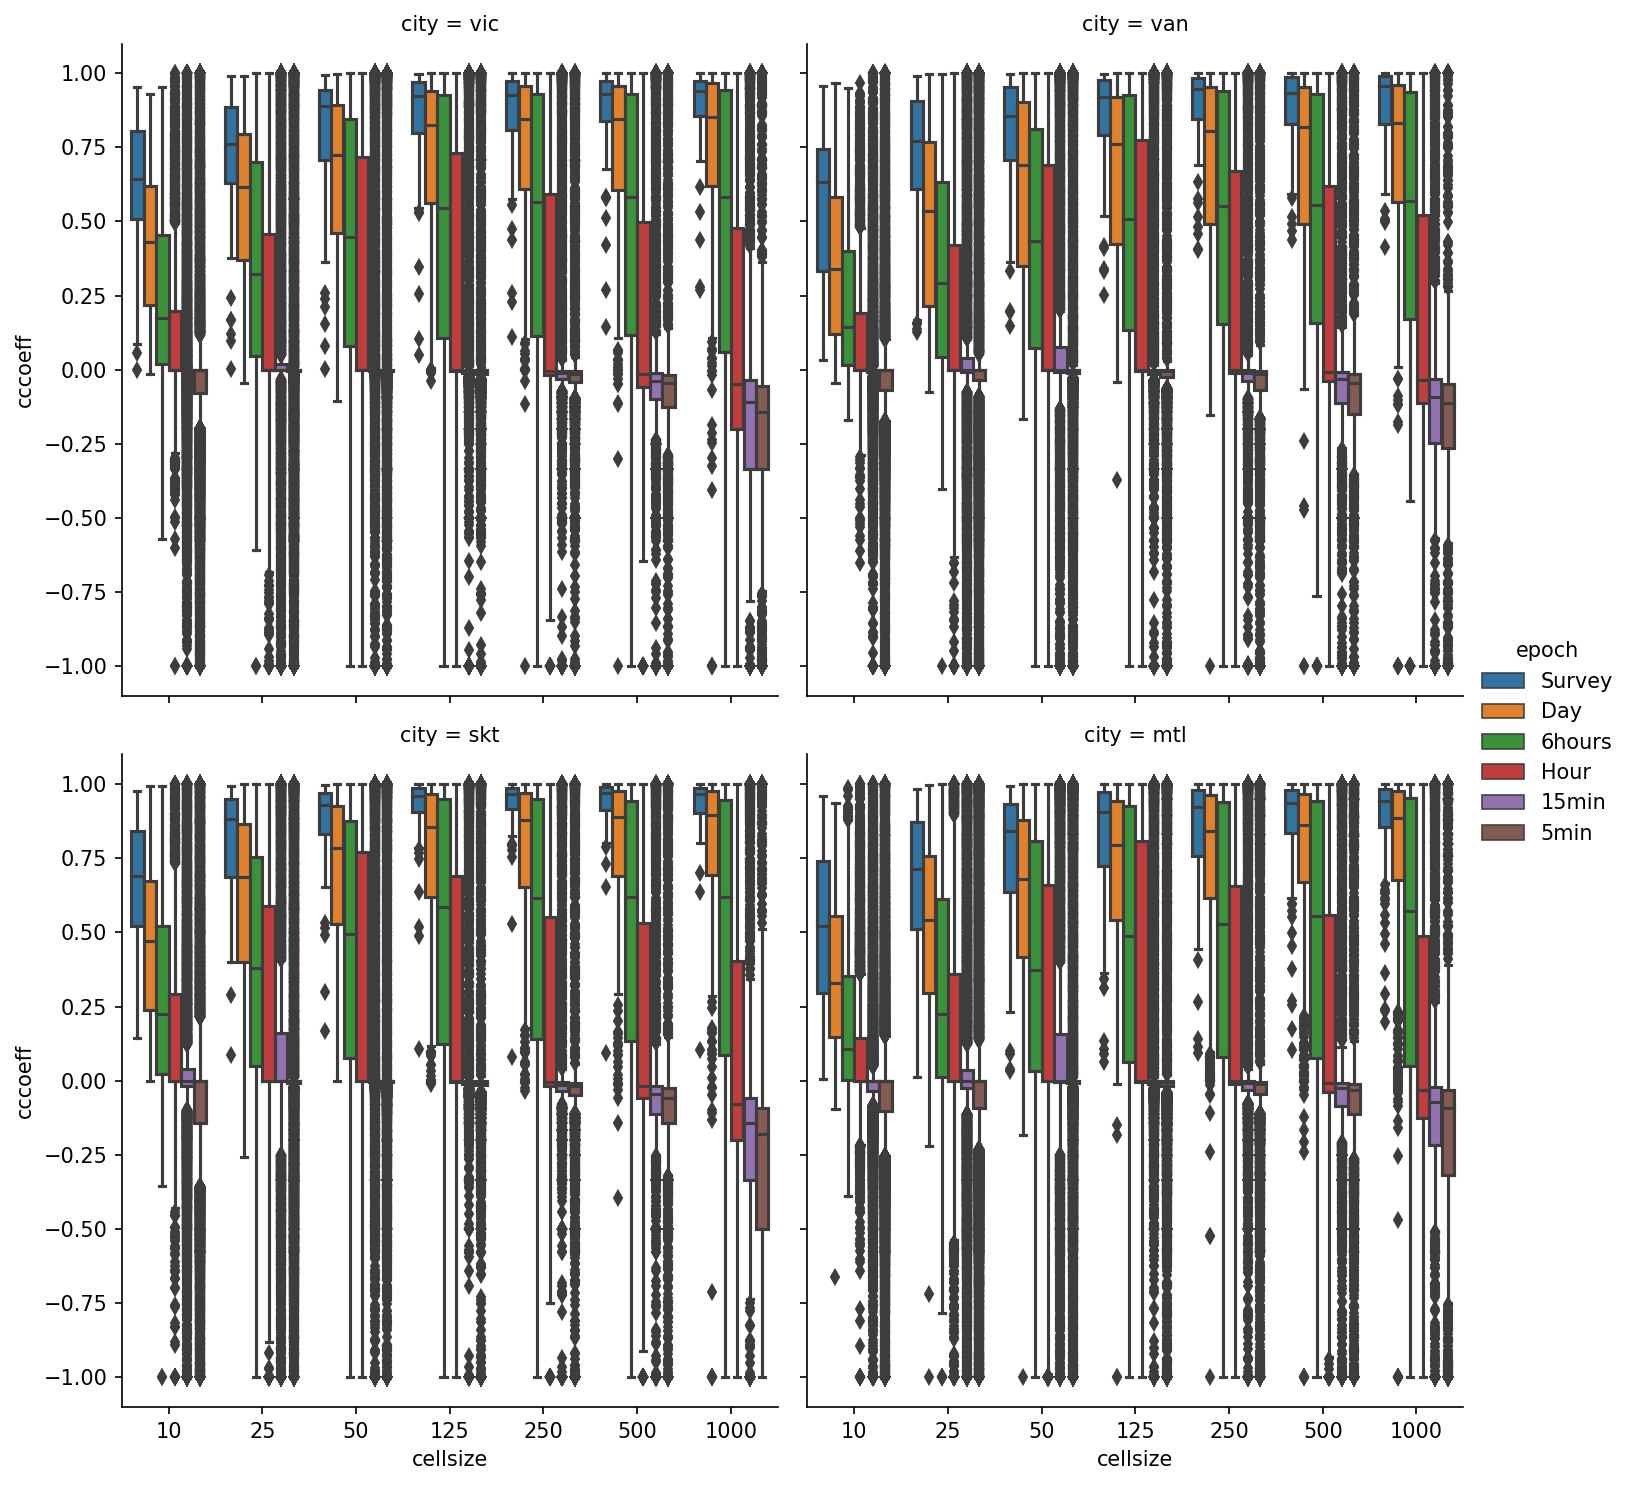 city = vic
city = van
1.00
0.75
0.50
0.25
0.00
−0.25
−0.50
−0.75
−1.00
cccoeff
city = skt
city = mtl
1.00
0.75
0.50
0.25
0.00
−0.25
−0.50
−0.75
−1.00
cccoeff
10 25 50 125 250 500 1000
10 25 50 125 250 500 1000
cellsize
cellsize
epoch
Survey
Day
6hours
Hour
15min
5min